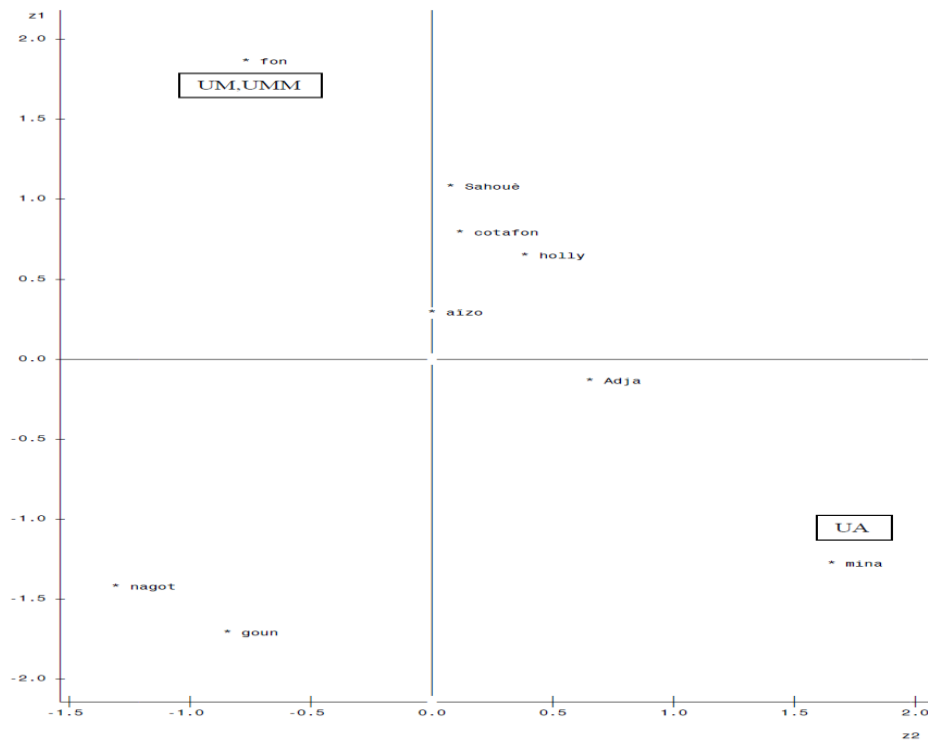 z1
2.0
* fon
UM,UMM
1.5
* Sahouè
1.0
* cotafon
* holly
0.5
* aïzo
0.0
* Adja
-0.5
-1.0
UA
* mina
* nagot
-1.5
* goun
-2.0
-1.5 -1.0 -0.5 0.0 0.5 1.0 1.5 2.0
z2